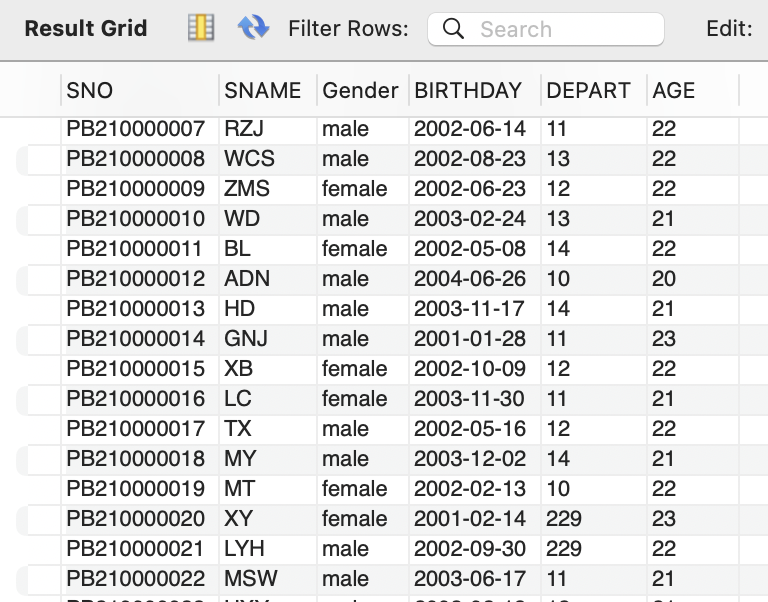 Result Grid Filter Rows: Search Edit:
SNO SNAME Gender BIRTHDAY DEPART AGE
PB210000007 RZJ male 2002-06-14 11 22
PB210000008 WCS male 2002-08-23 13 22
PB210000009 ZMS female 2002-06-23 12 22
PB210000010 WD male 2003-02-24 13 21
PB210000011 BL female 2002-05-08 14 22
PB210000012 ADN male 2004-06-26 10 20
PB210000013 HD male 2003-11-17 14 21
PB210000014 GNJ male 2001-01-28 11 23
PB210000015 XB female 2002-10-09 12 22
PB210000016 LC female 2003-11-30 11 21
PB210000017 TX male 2002-05-16 12 22
PB210000018 MY male 2003-12-02 14 21
PB210000019 MT female 2002-02-13 10 22
PB210000020 XY female 2001-02-14 229 23
PB210000021 LYH male 2002-09-30 229 22
PB210000022 MSW male 2003-06-17 11 21